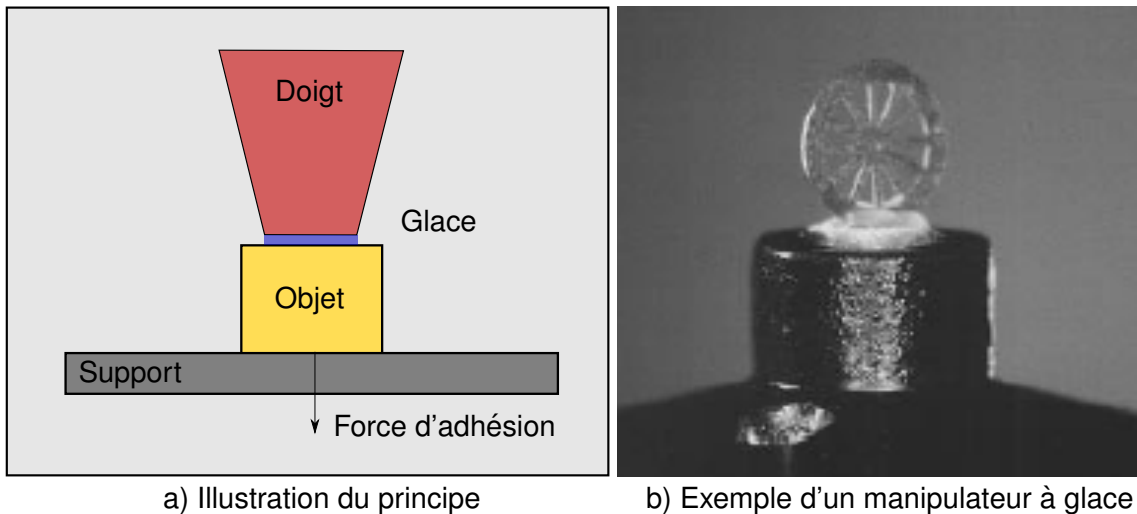 Doigt
Glace
Objet
Support
Force d'adhésion
a) Illustration du principe
b) Exemple d'un manipulateur à glace